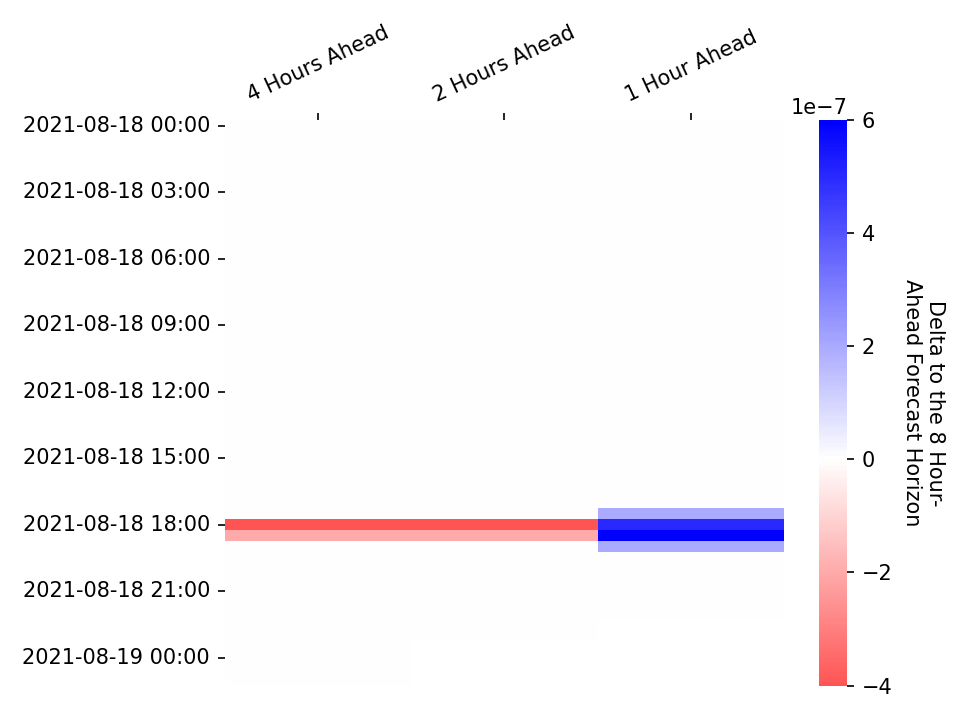 4 Hours Ahead
2 Hours Ahead
1 Hour Ahead
2021-08-18 00:00
2021-08-18 03:00
2021-08-18 06:00
2021-08-18 09:00
2021-08-18 12:00
2021-08-18 15:00
2021-08-18 18:00
2021-08-18 21:00
2021-08-19 00:00
1e−7
6
4
2
0
−2
−4
Delta to the 8 Hour-
Ahead Forecast Horizon